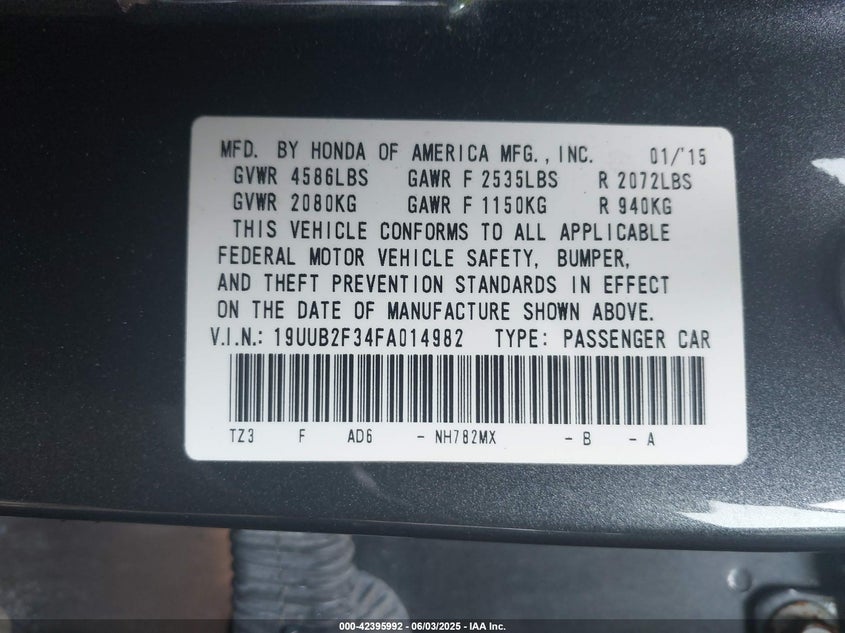 MFD. BY HONDA OF AMERICA MFG., INC. 01/'15
GVWR 4586LBS GAWR F 2535LBS R 2072LBS
GVWR 2080KG GAWR F 1150KG R 940KG
THIS VEHICLE CONFORMS TO ALL APPLICABLE
FEDERAL MOTOR VEHICLE SAFETY, BUMPER,
AND THEFT PREVENTION STANDARDS IN EFFECT
ON THE DATE OF MANUFACTURE SHOWN ABOVE.
V.I.N.: 19UUB2F34FA014982 TYPE: PASSENGER CAR
TZ3 F AD6 - NH782MX - B - A
000-42395992 - 06/03/2025 - IAA Inc.